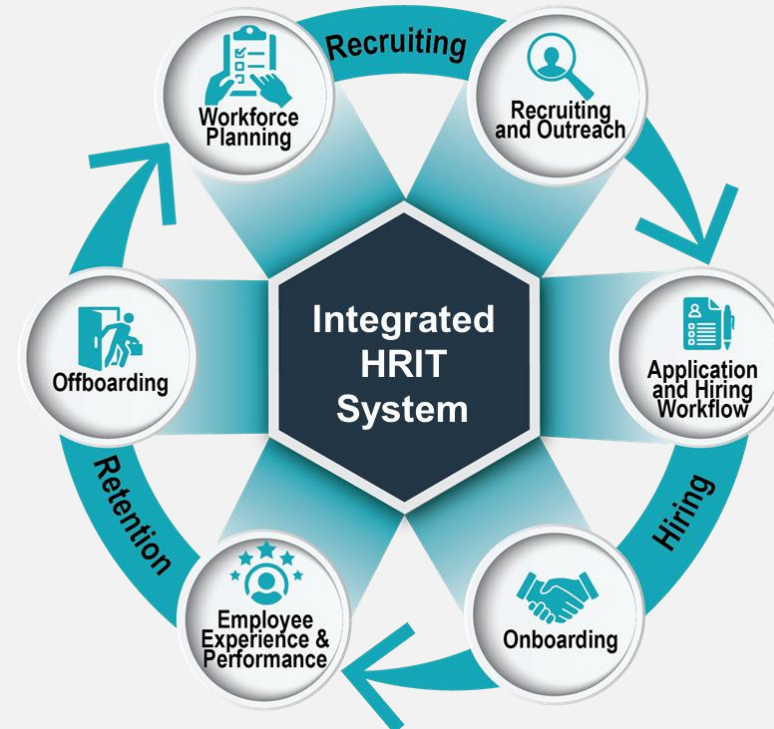 Recruiting
Workforce
Planning
Recruiting
and Outreach
Integrated
HRIT
System
Application
and Hiring
Workflow
Hiring
Onboarding
Employee
Experience &
Performance
Retention
Offboarding